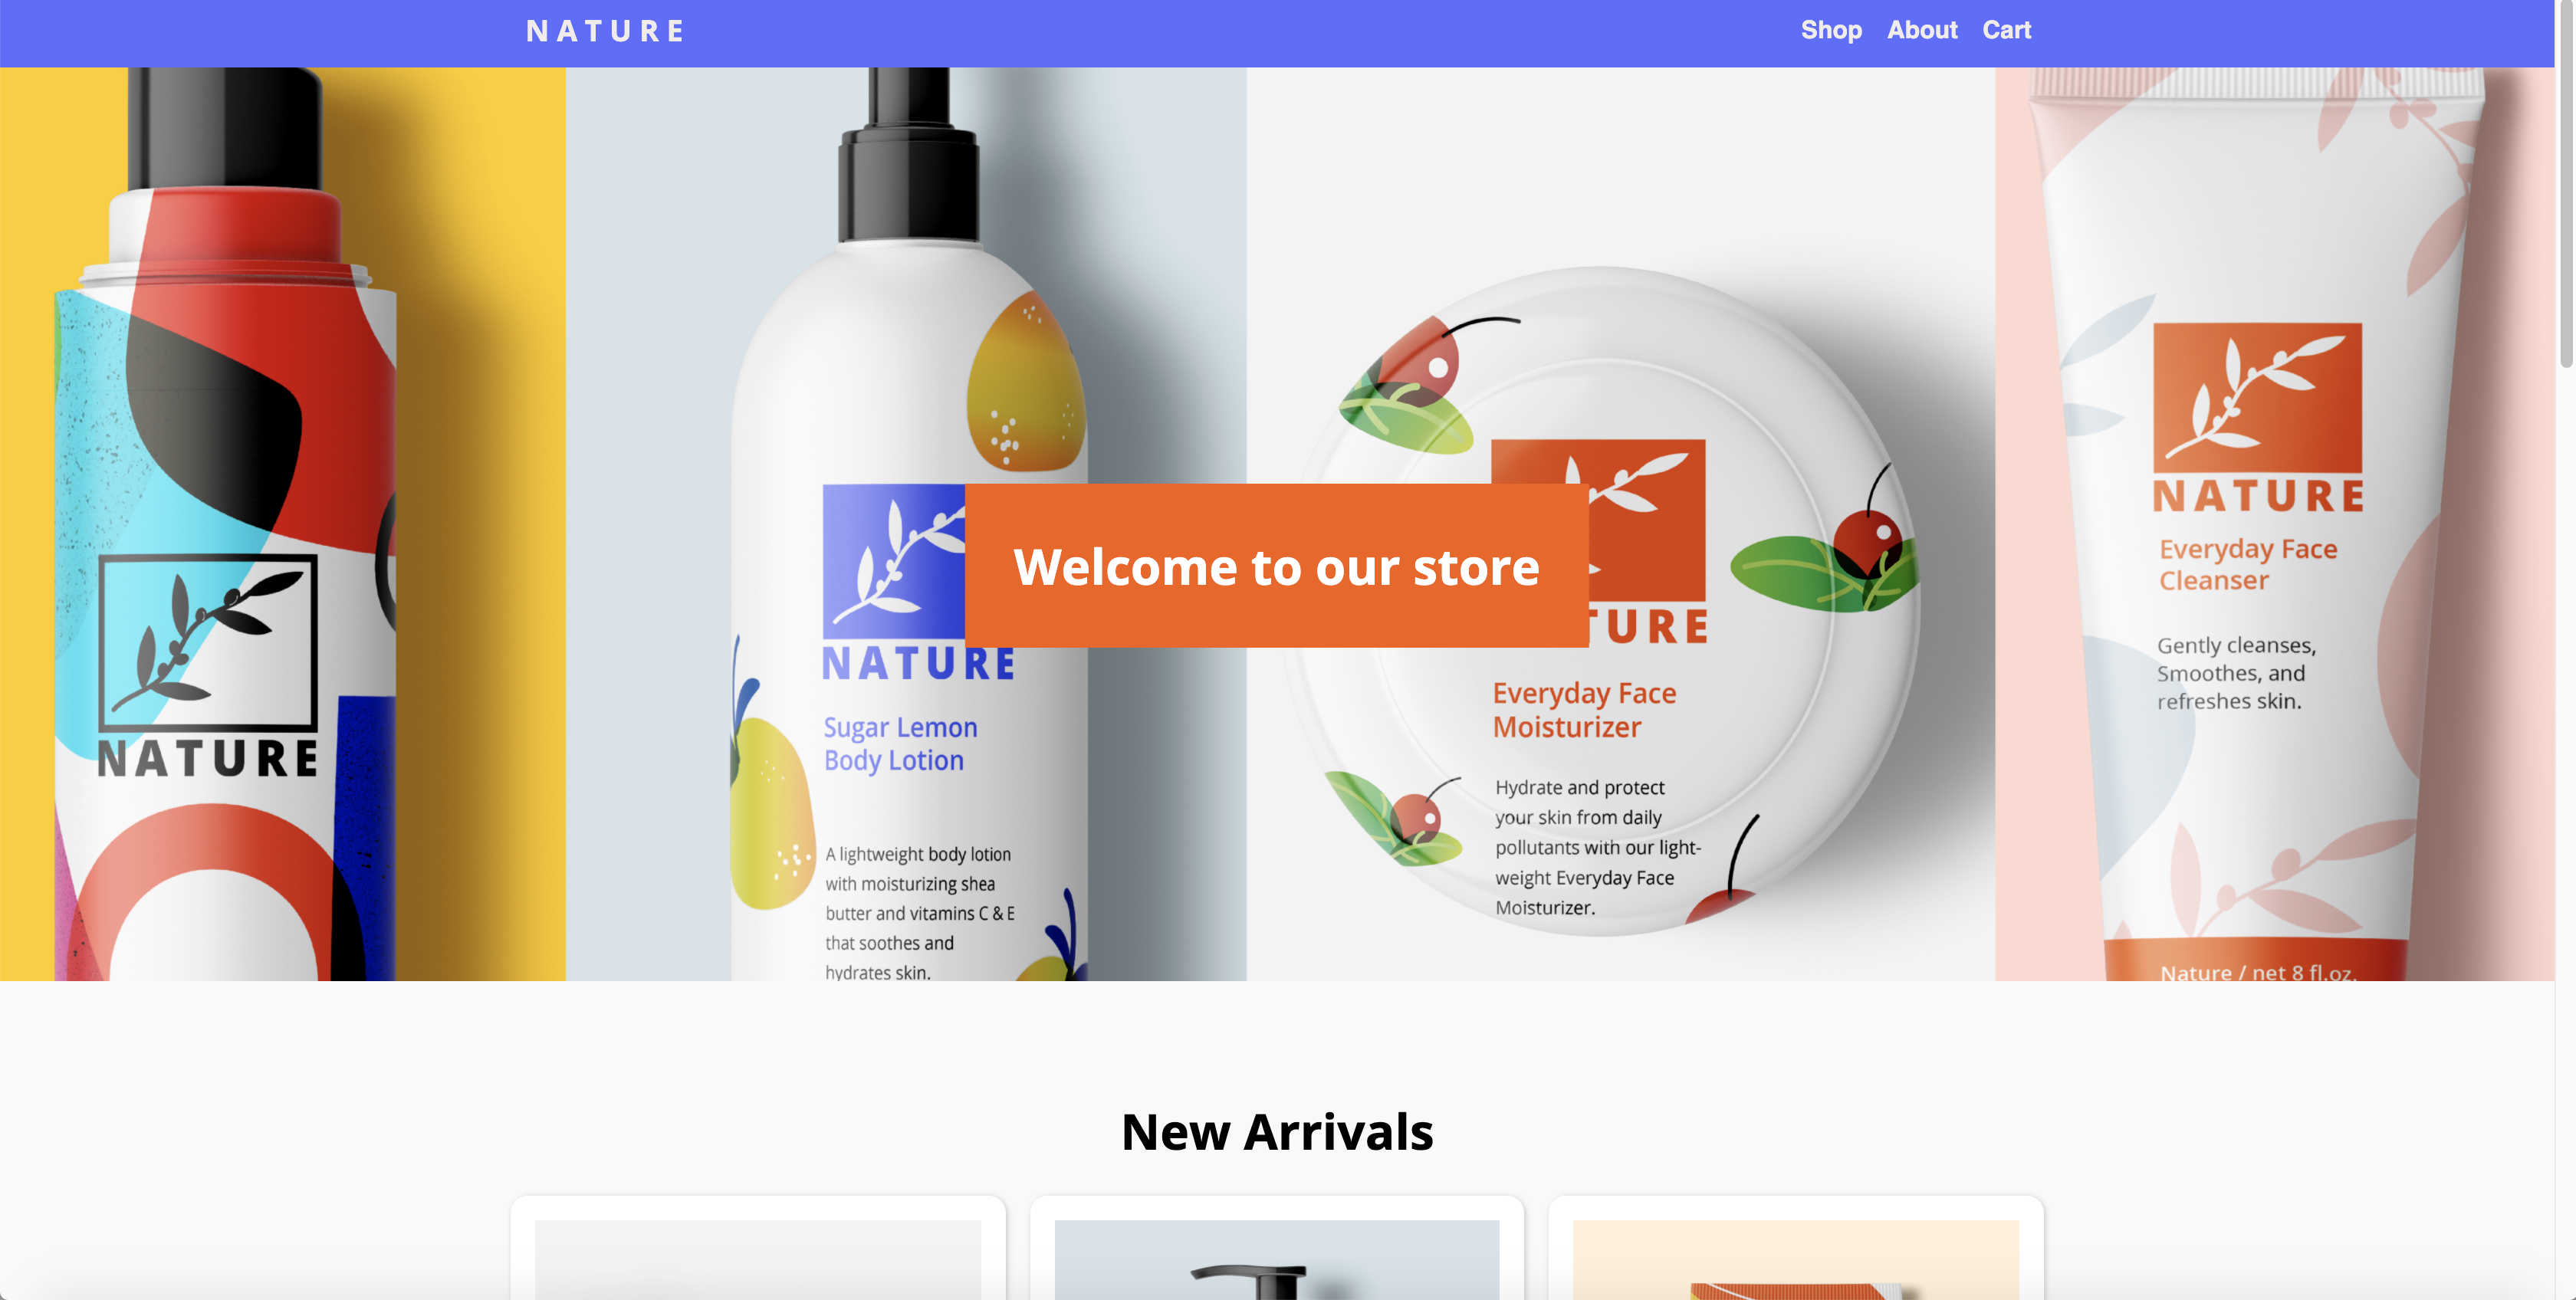 NATURE
Shop About Cart
NATURE
NATURE
Sugar Lemon
Body Lotion
A lightweight body lotion
with moisturizing shea
butter and vitamins C & E
that soothes and
hydrates skin.
Welcome to our store
TURE
Everyday Face
Moisturizer
Hydrate and protect
your skin from daily
pollutants with our light-
weight Everyday Face
Moisturizer.
NATURE
Everyday Face
Cleanser
Gently cleanses,
Smoothes, and
refreshes skin.
Nature / net 8 fl.oz.
New Arrivals